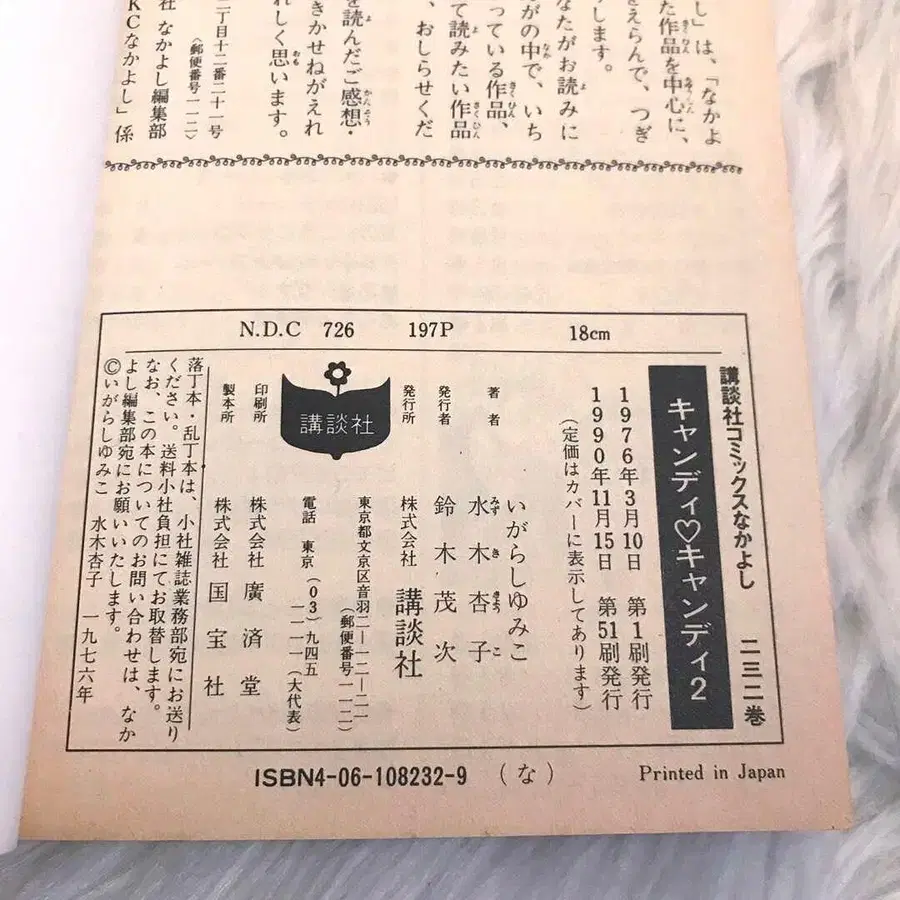 し」は、「なかよ
た作品を中心に、
えらんで、つぎ
します。
なたがお読みに
がの中で、いち
っている作品、
て読みたい作品
、おしらせくだ
を読んだご感想・
きかせねがえれ
れしく思います。
二丁目十二番二十一号
〈郵便番号一一二〉
社 なかよし編集部
KCなかよし」係
N.D.C 726 197P 18cm
講談社コミックスなかよし 二三二巻
キャンディ♡キャンディ2
1976年3月10日 第1刷発行
1990年11月15日 第51刷発行
(定価はカバーに表示してあります)
著者 いがらしゆみこ
水木杏子
発行者 鈴木茂次
発行所 株式会社 講談社
東京都文京区音羽二―一二―二一
(郵便番号一一二)
電話 東京(03)九四五
一一一一(大代表)
講談社
印刷所 株式会社 廣済堂
製本所 株式会社 国宝社
落丁本・乱丁本は、小社雑誌業務部宛にお送り
ください。送料小社負担にてお取替します。
なお、この本についてのお問い合わせは、なか
よし編集部宛にお願いいたします。
©いがらしゆみこ 水木杏子 一九七六年
ISBN4-06-108232-9 (な) Printed in Japan